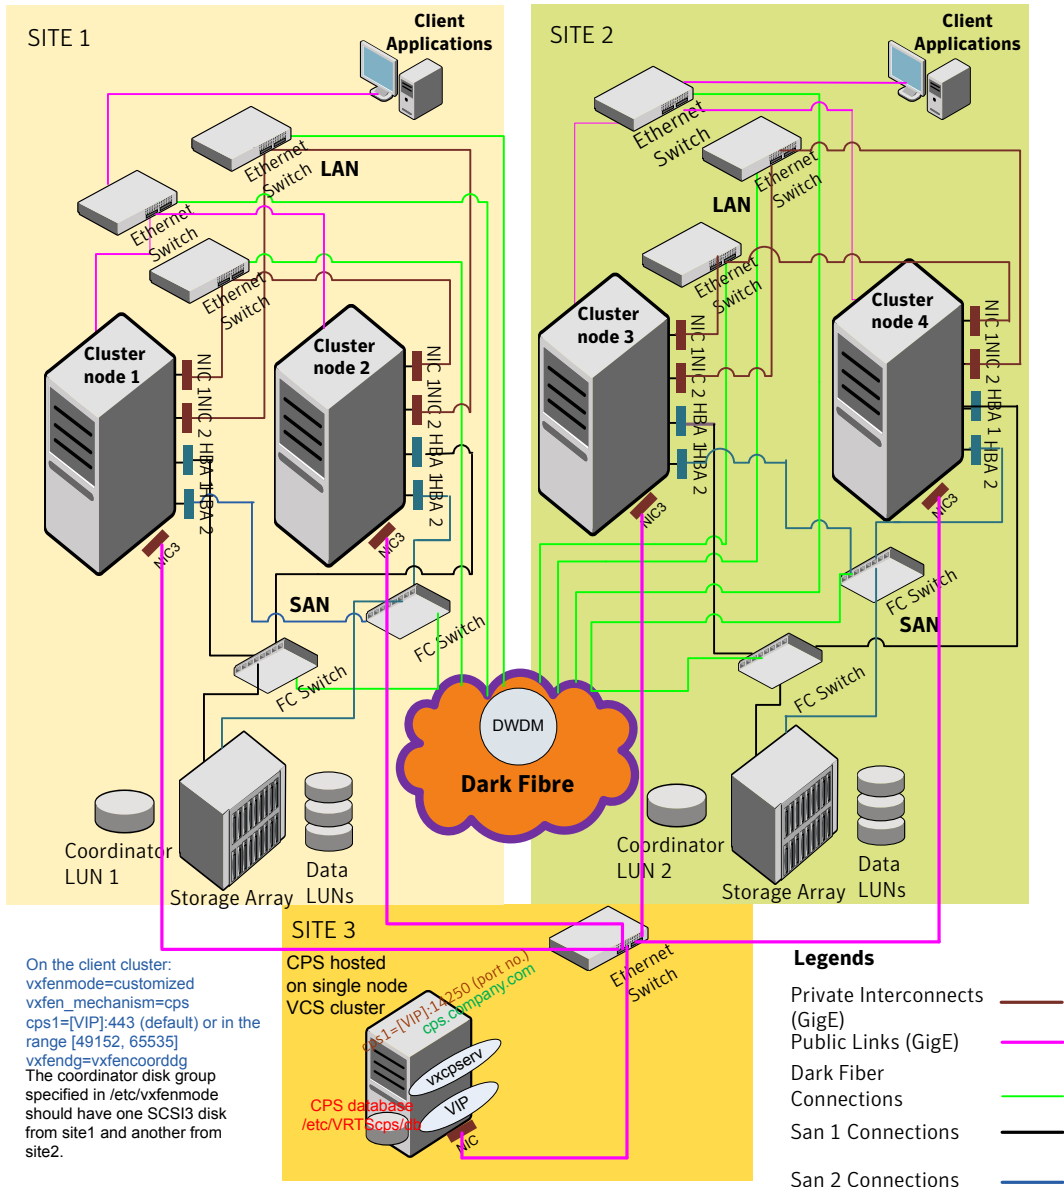 SITE 1
Client
Applications
Ethernet
Switch
LAN
Ethernet
Switch
Ethernet
Switch
Cluster
node 1
NIC 1
NIC 2
HBA 1
HBA 2
NIC3
Cluster
node 2
NIC 1
NIC 2
HBA 1
HBA 2
NIC3
SAN
FC Switch
FC Switch
Coordinator
LUN 1
Storage Array
Data
LUNs
SITE 2
Client
Applications
Ethernet
Switch
Ethernet
Switch
LAN
Ethernet
Switch
Cluster
node 3
NIC 1
NIC 2
HBA 1
HBA 2
NIC3
Cluster
node 4
NIC 1
NIC 2
HBA 1
HBA 2
NIC3
FC Switch
SAN
FC Switch
Coordinator
LUN 2
Storage Array
Data
LUNs
DWDM
Dark Fibre
SITE 3
CPS hosted
on single node
VCS cluster
cps1=[VIP]:14250 (port no.)
cps.company.com
vxcpserv
VIP
CPS database
/etc/VRTScps/db
NIC
Ethernet
Switch
On the client cluster:
vxfenmode=customized
vxfen_mechanism=cps
cps1=[VIP]:443 (default) or in the
range [49152, 65535]
vxfendg=vxfencoorddg
The coordinator disk group
specified in /etc/vxfenmode
should have one SCSI3 disk
from site1 and another from
site2.
Legends
Private Interconnects
(GigE)
Public Links (GigE)
Dark Fiber
Connections
San 1 Connections
San 2 Connections